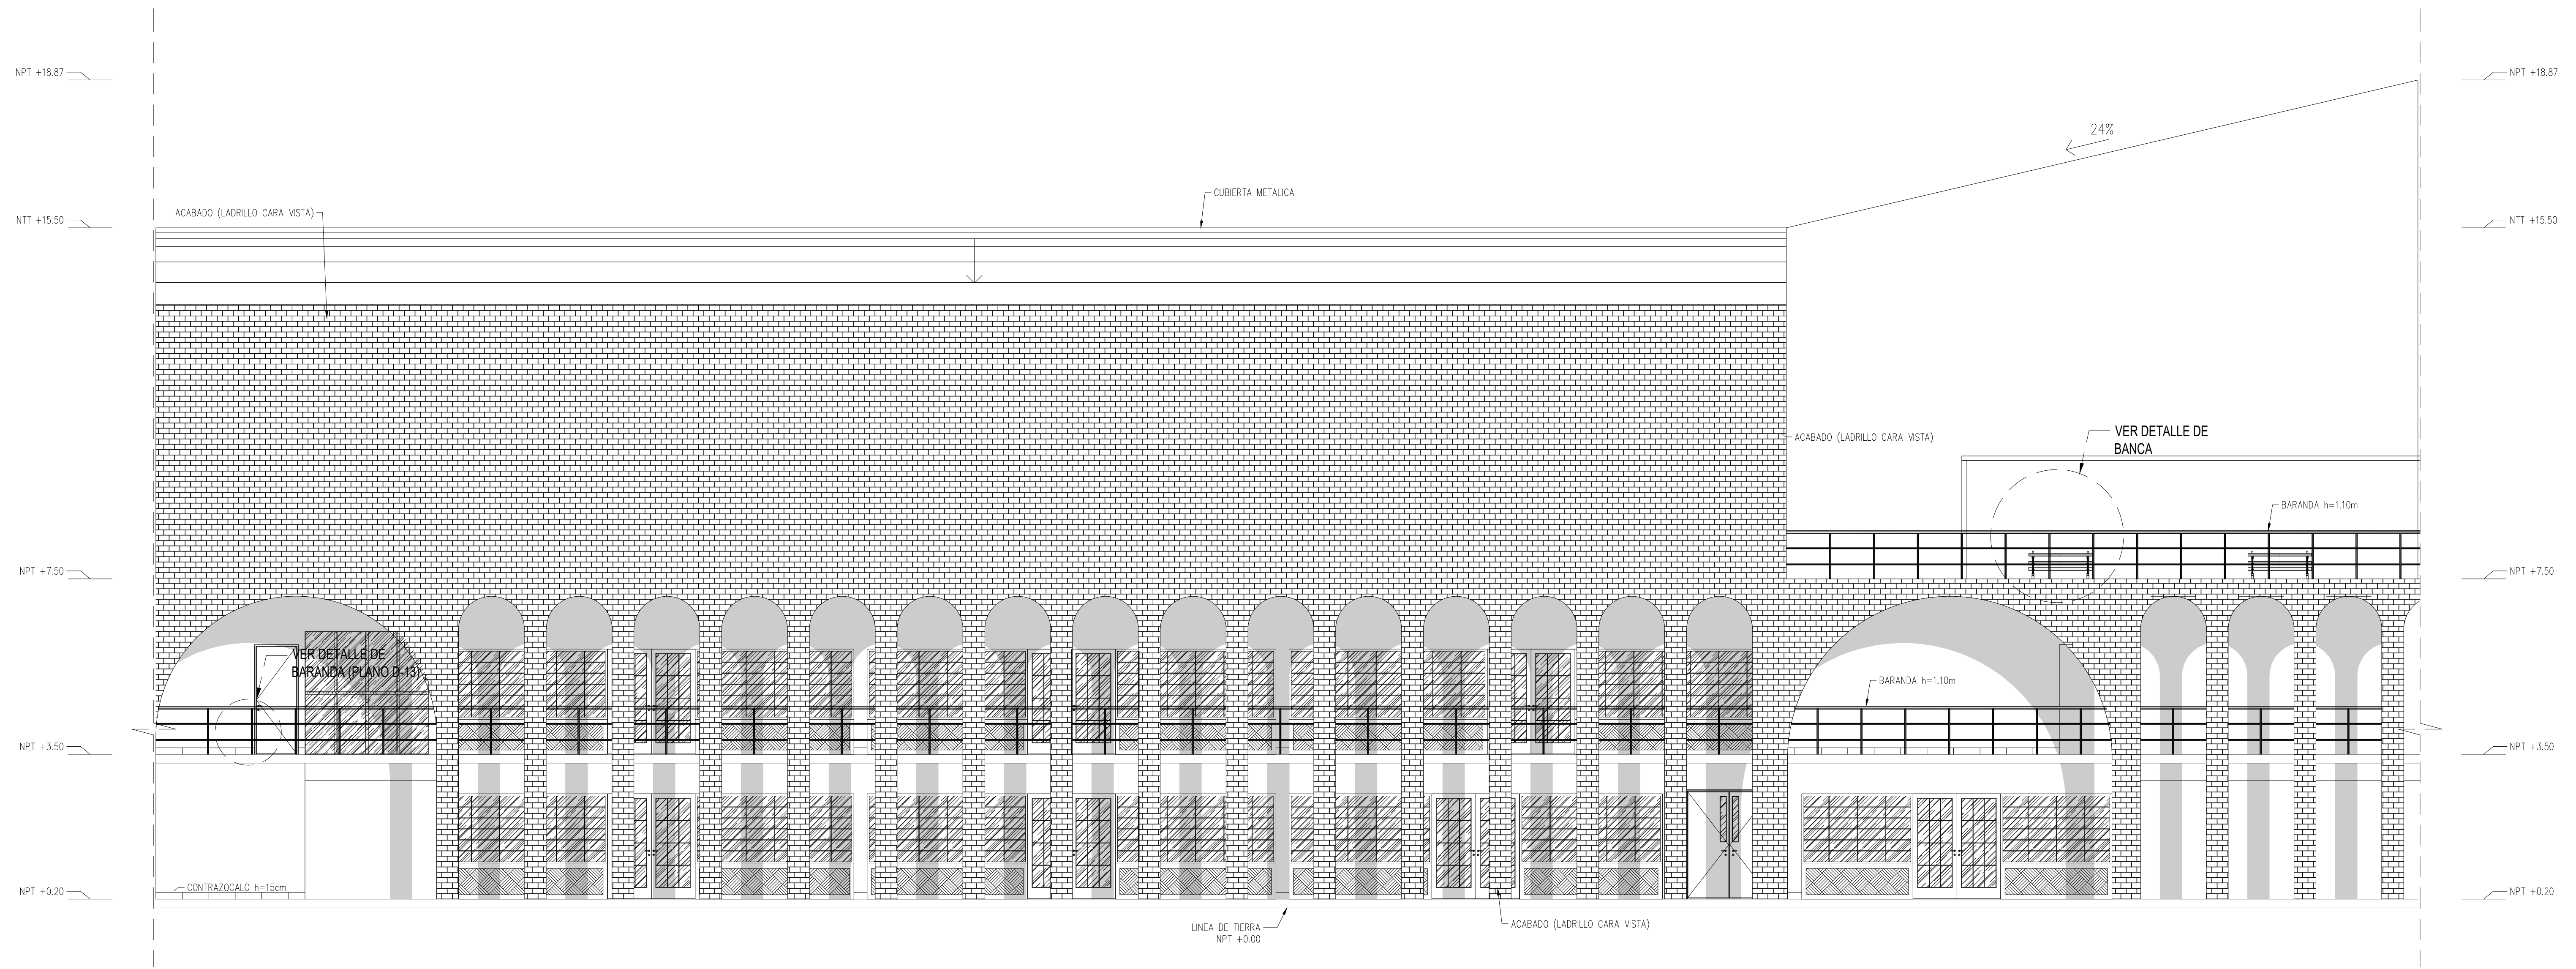 NPT +18.87
NPT +18.87
24%
CUBIERTA METALICA
ACABADO (LADRILLO CARA VISTA)
NTT +15.50
NTT +15.50
VER DETALLE DE
BANCA
ACABADO (LADRILLO CARA VISTA)
BARANDA h=1.10m
NPT +7.50
NPT +7.50
VER DETALLE DE
BARANDA (PLANO D-13)
BARANDA h=1.10m
NPT +3.50
NPT +3.50
CONTRAZOCALO h=15cm
NPT +0.20
NPT +0.20
LINEA DE TIERRA
NPT +0.00
ACABADO (LADRILLO CARA VISTA)